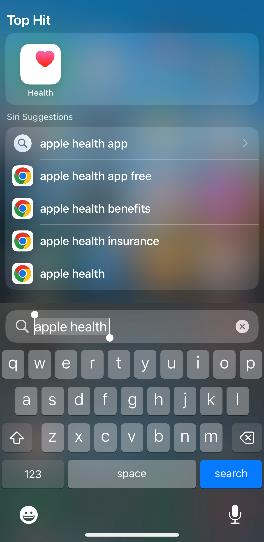 Top Hit
Health
Siri Suggestions
apple health app
apple health app free
apple health benefits
apple health insurance
apple health
apple health
q w e r t y u i o p
a s d f g h j k l
z x c v b n m
123 space search